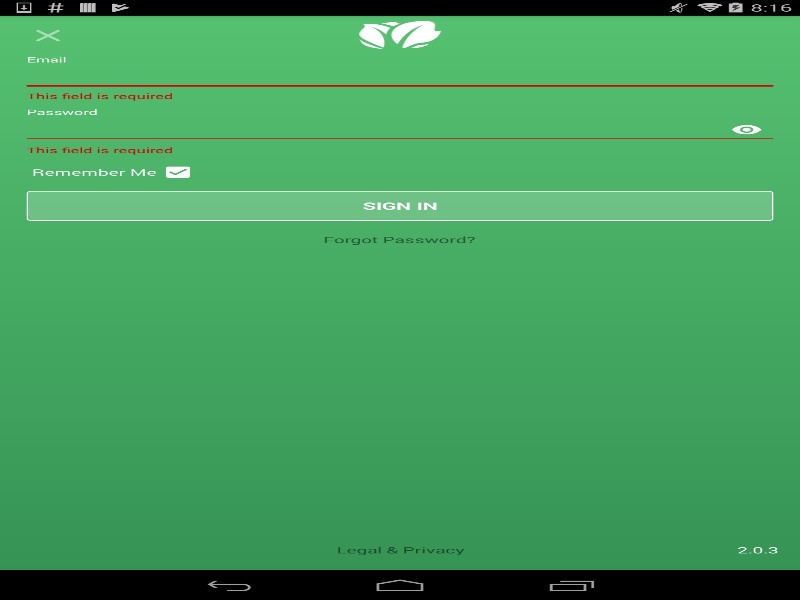 8:16
Email
This field is required
Password
This field is required
Remember Me
SIGN IN
Forgot Password?
Legal & Privacy
2.0.3